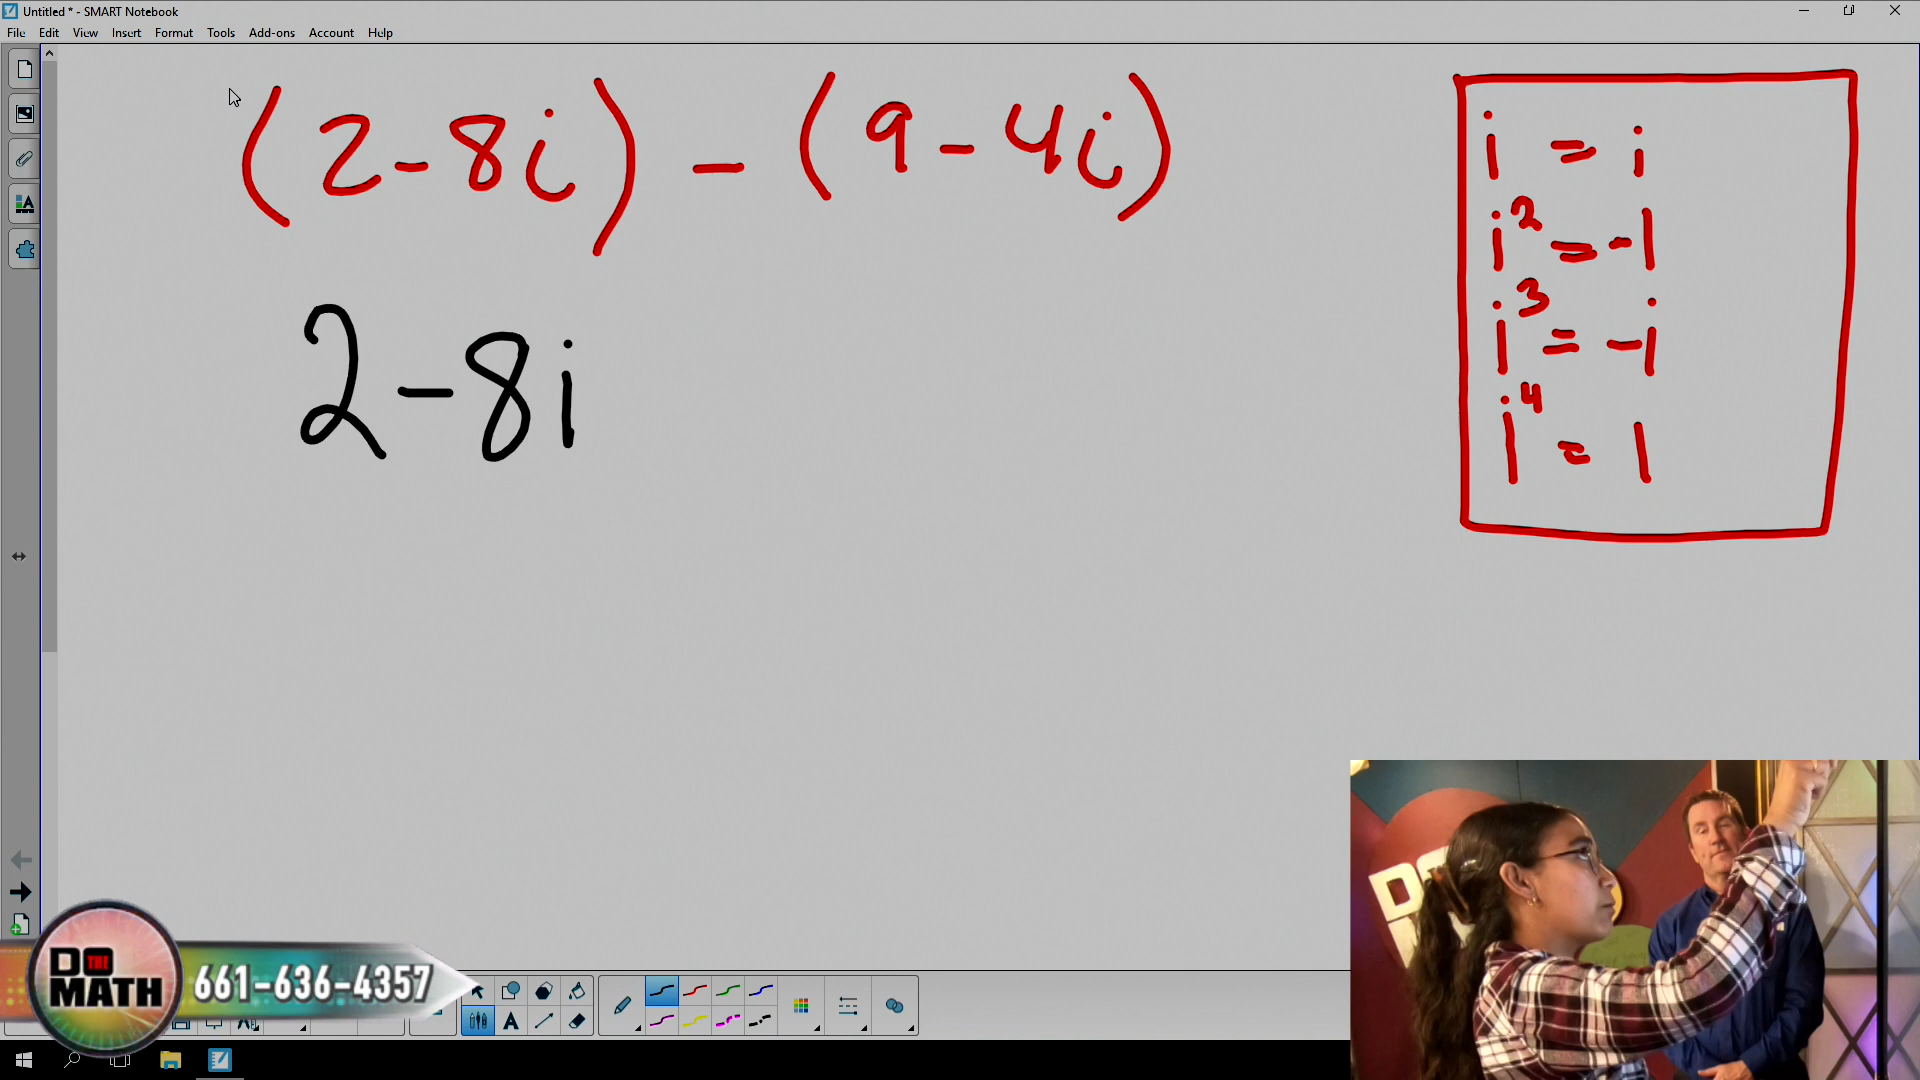 Untitled * - SMART Notebook
File Edit View Insert Format Tools Add-ons Account Help
(2-8i) - (9-4i)
2-8i
i = i
i² = -1
i³ = -i
i⁴ = 1
DO THE MATH
661-636-4357